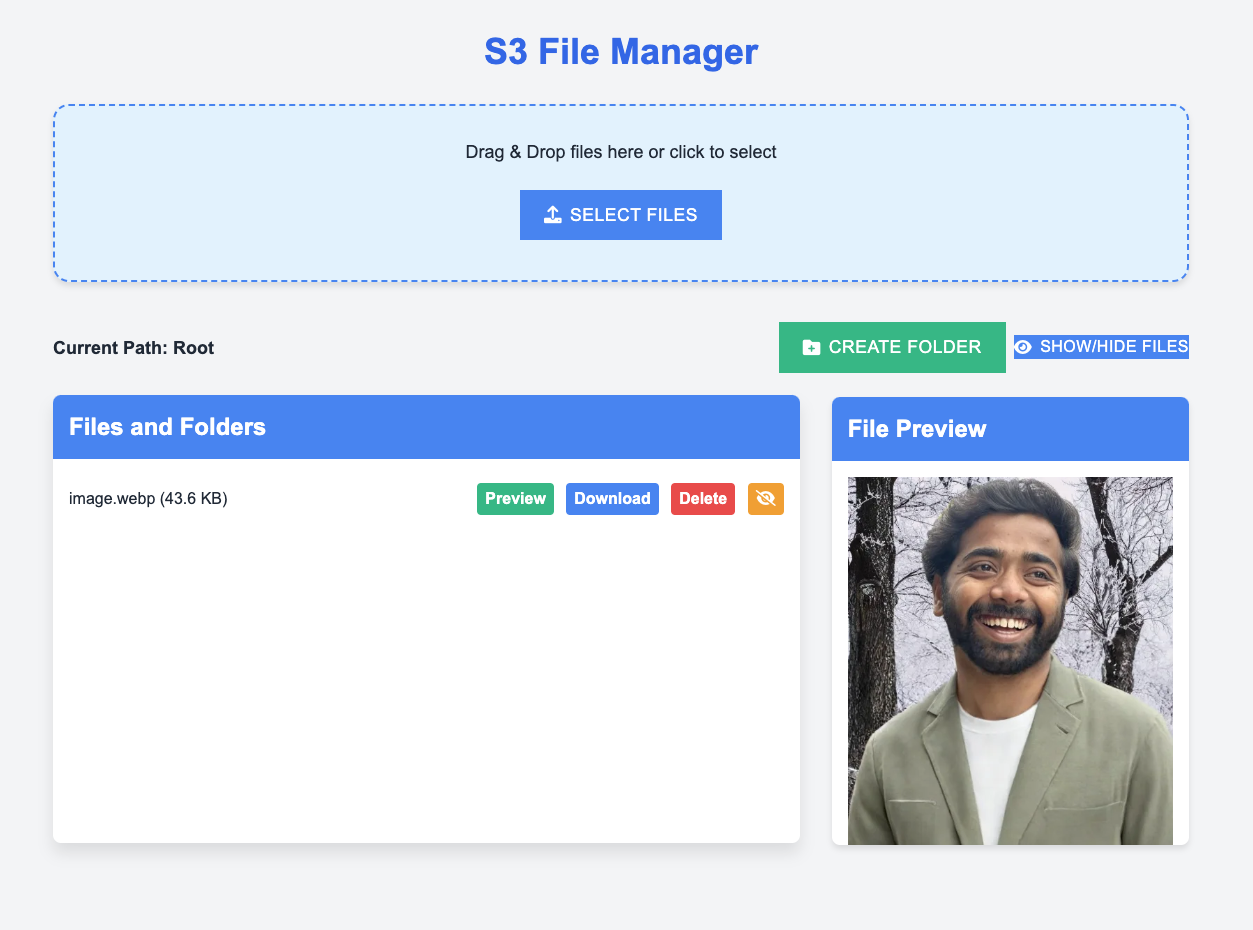 S3 File Manager
Drag & Drop files here or click to select
SELECT FILES
Current Path: Root
CREATE FOLDER
SHOW/HIDE FILES
Files and Folders
File Preview
image.webp (43.6 KB)
Preview
Download
Delete